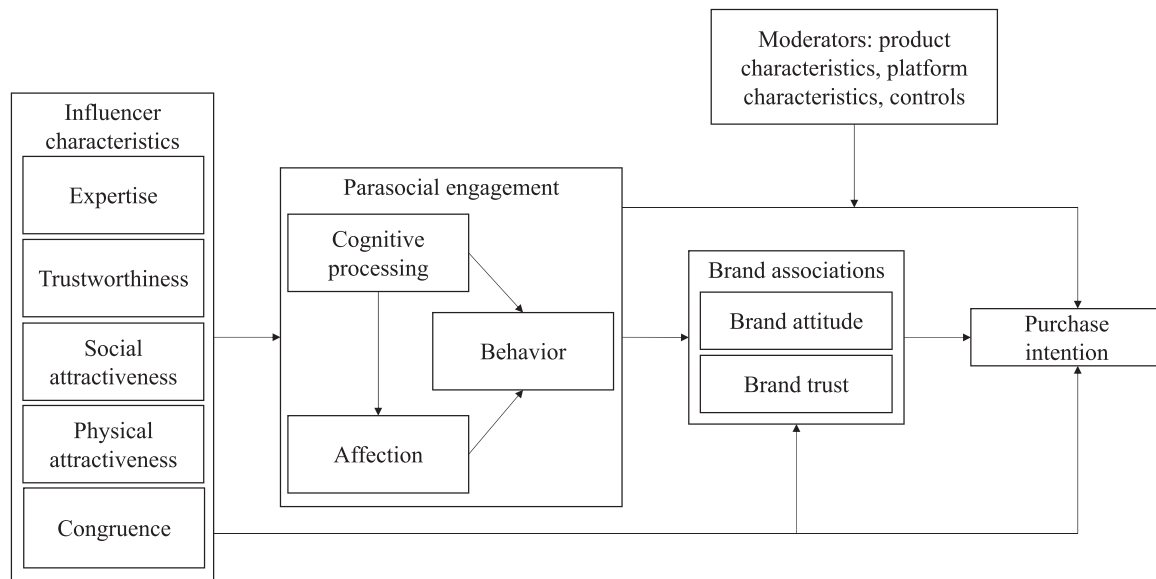 Moderators: product
characteristics, platform
characteristics, controls
Influencer
characteristics
Expertise
Trustworthiness
Social
attractiveness
Physical
attractiveness
Congruence
Parasocial engagement
Cognitive
processing
Behavior
Affection
Brand associations
Brand attitude
Brand trust
Purchase
intention